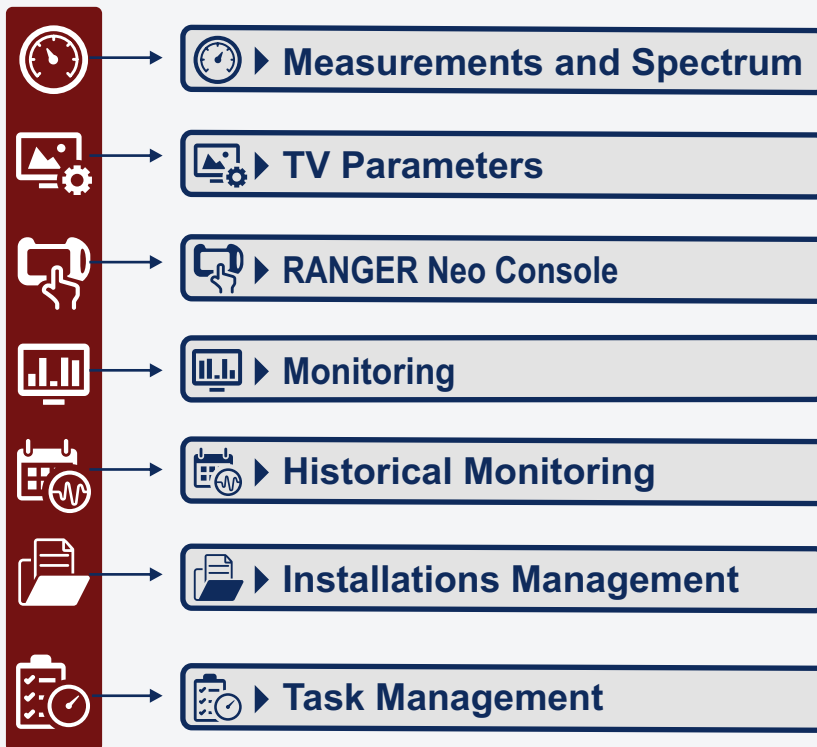 Measurements and Spectrum
TV Parameters
RANGER Neo Console
Monitoring
Historical Monitoring
Installations Management
Task Management